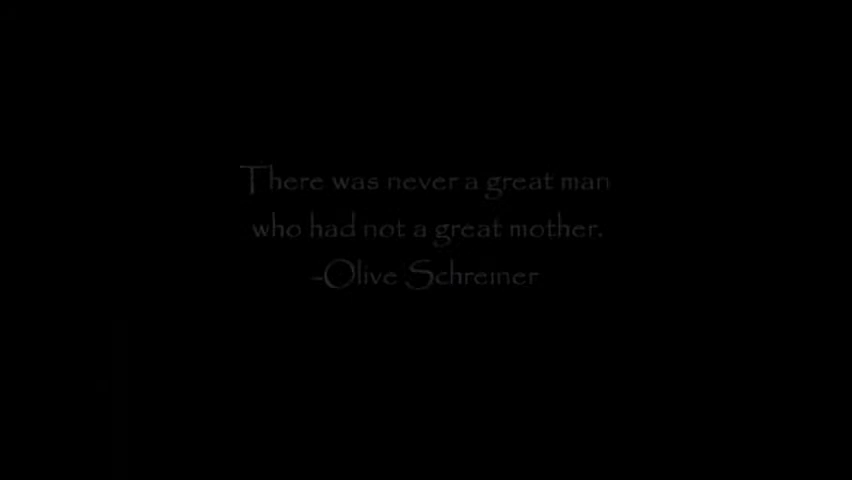 There was never a great man
who had not a great mother.
-Olive Schreiner